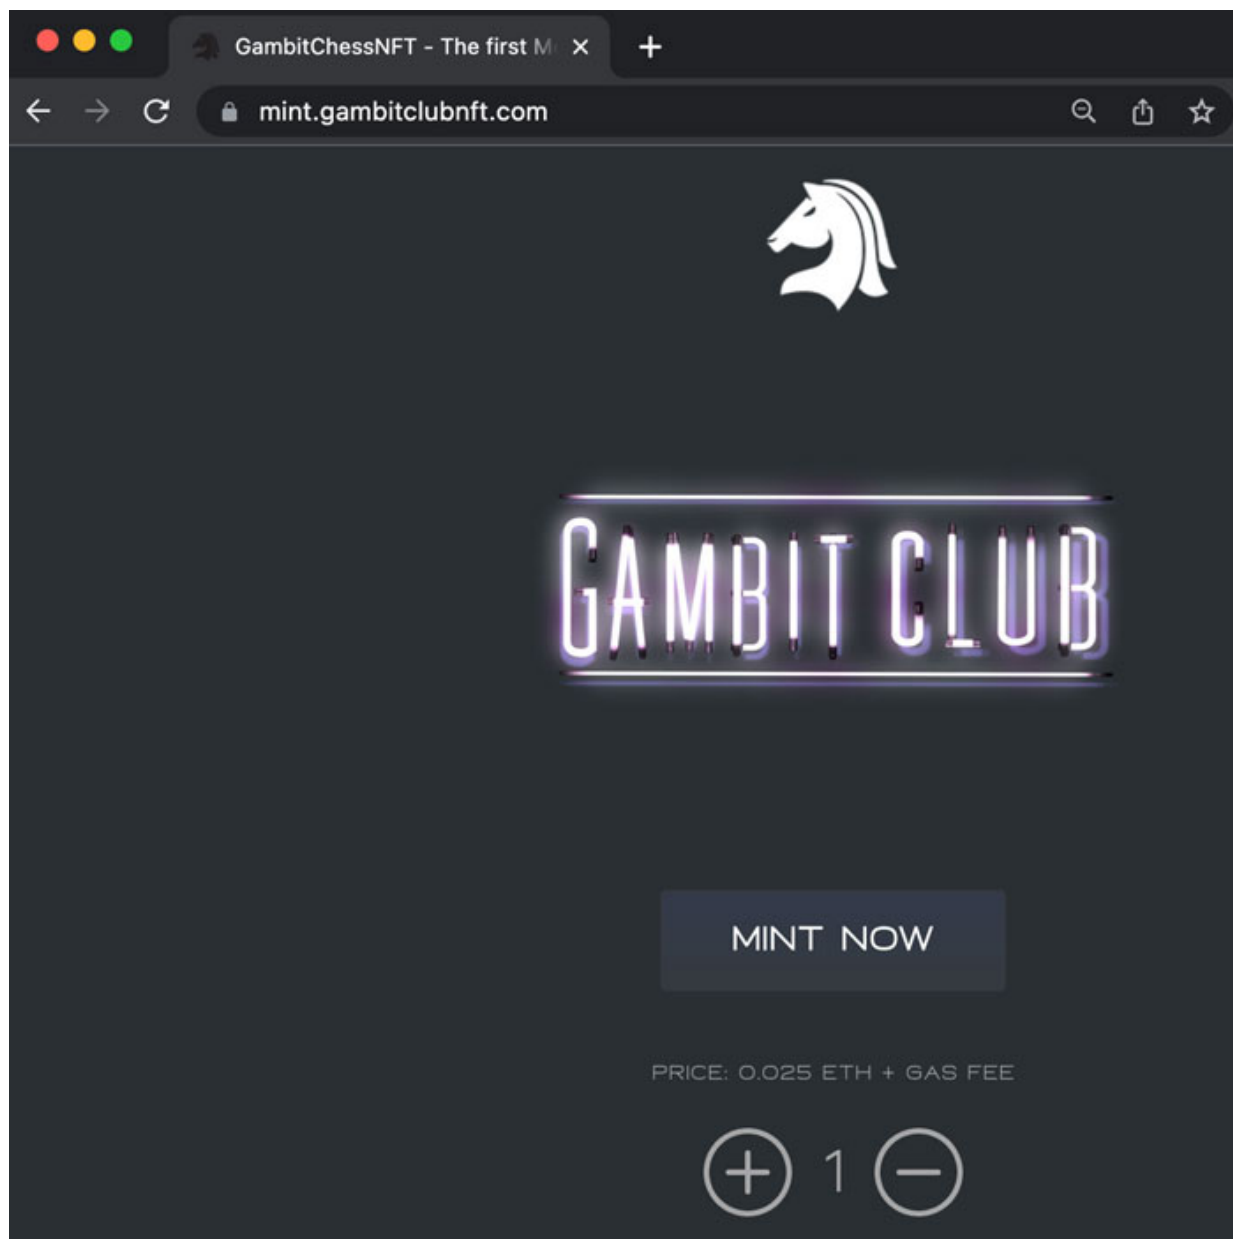 GambitChessNFT - The first M
mint.gambitclubnft.com
GAMBIT CLUB
MINT NOW
PRICE: 0.025 ETH + GAS FEE
1